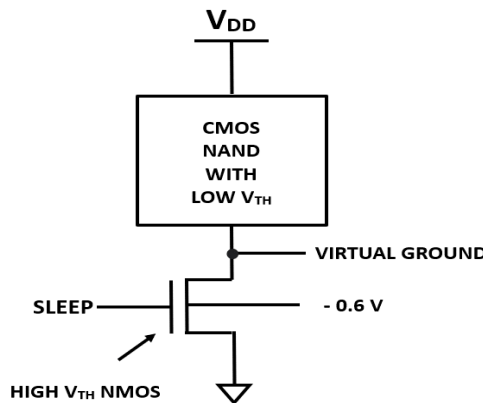 VDD
CMOS
NAND
WITH
LOW VTH
VIRTUAL GROUND
SLEEP
- 0.6 V
HIGH VTH NMOS